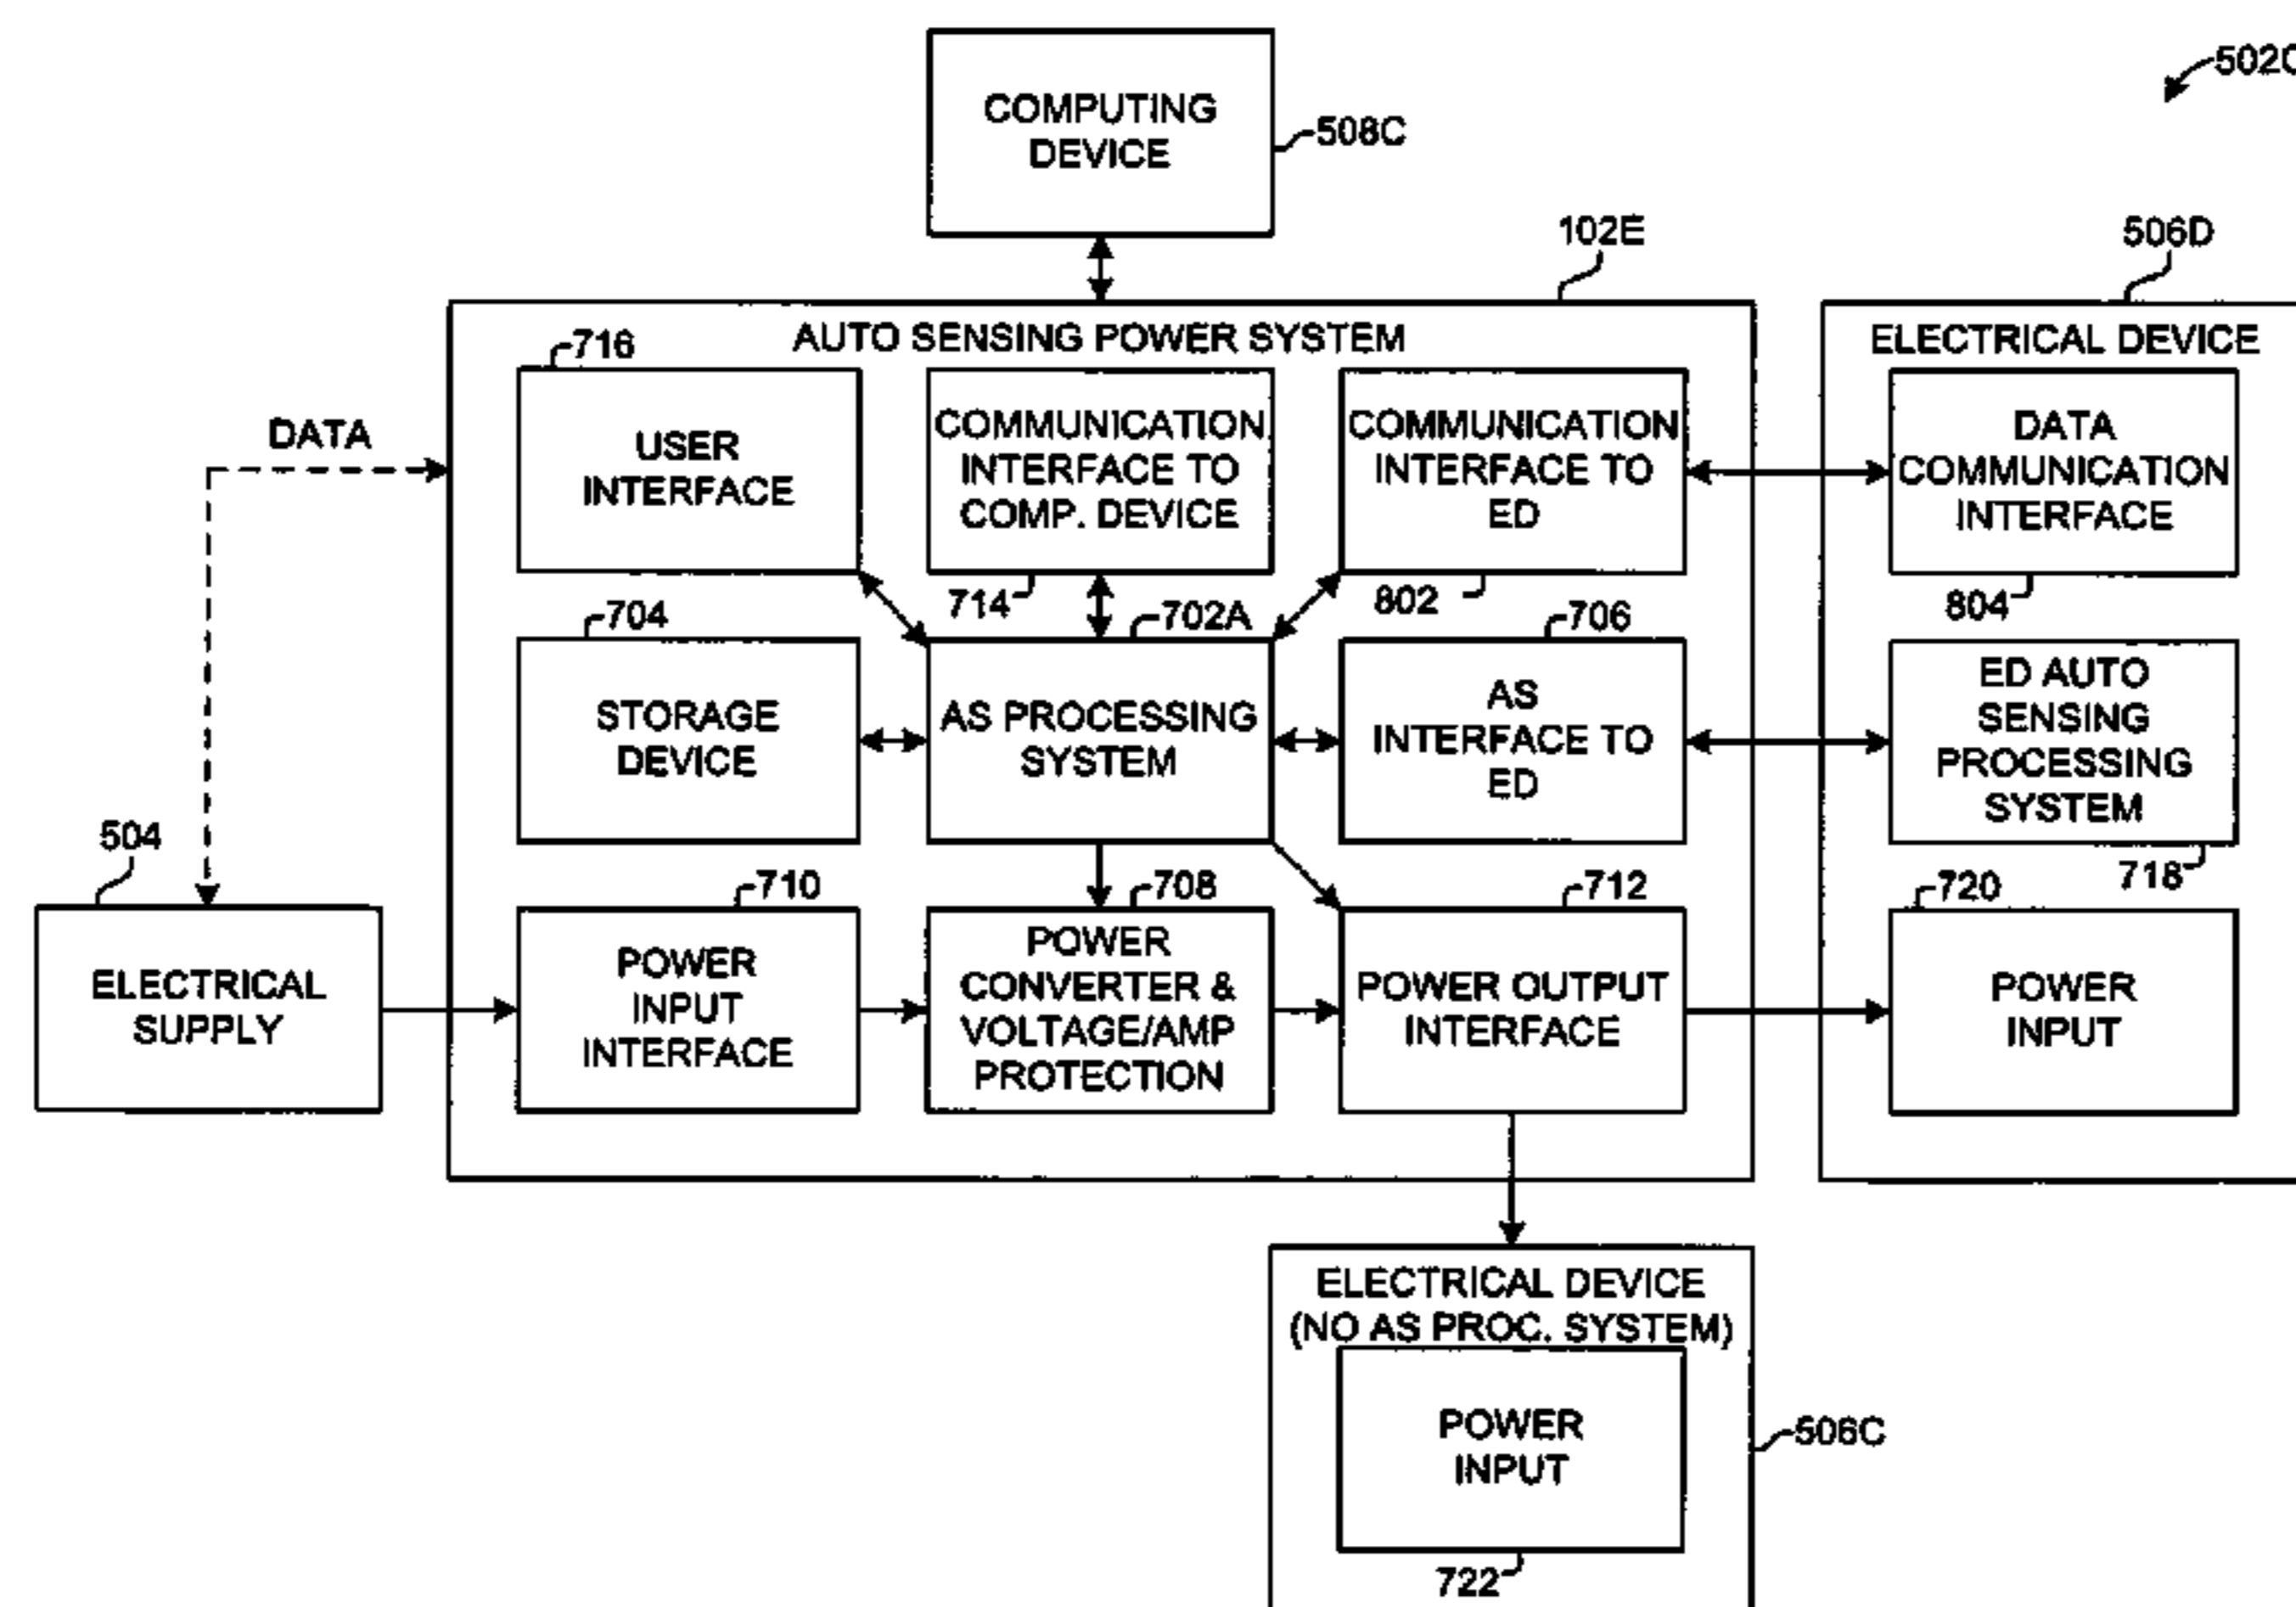 502C
COMPUTING
DEVICE
508C
102E
506D
AUTO SENSING POWER SYSTEM
ELECTRICAL DEVICE
716
USER
INTERFACE
COMMUNICATION
INTERFACE TO
COMP. DEVICE
COMMUNICATION
INTERFACE TO
ED
DATA
COMMUNICATION
INTERFACE
DATA
714
802
804
704
702A
706
STORAGE
DEVICE
AS PROCESSING
SYSTEM
AS
INTERFACE TO
ED
ED AUTO
SENSING
PROCESSING
SYSTEM
718
504
710
708
712
720
ELECTRICAL
SUPPLY
POWER
INPUT
INTERFACE
POWER
CONVERTER &
VOLTAGE/AMP
PROTECTION
POWER OUTPUT
INTERFACE
POWER
INPUT
ELECTRICAL DEVICE
(NO AS PROC. SYSTEM)
POWER
INPUT
506C
722